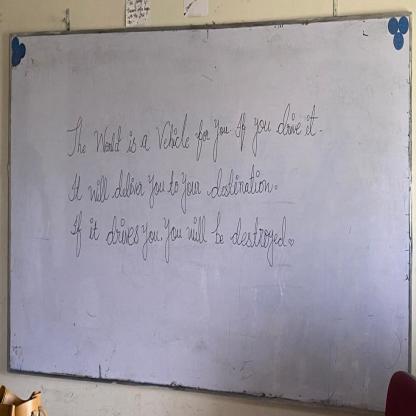 The World is a Vehicle for you. If you drive it.
It will deliver you to your destination.
If it drives you. you will be destroyed.